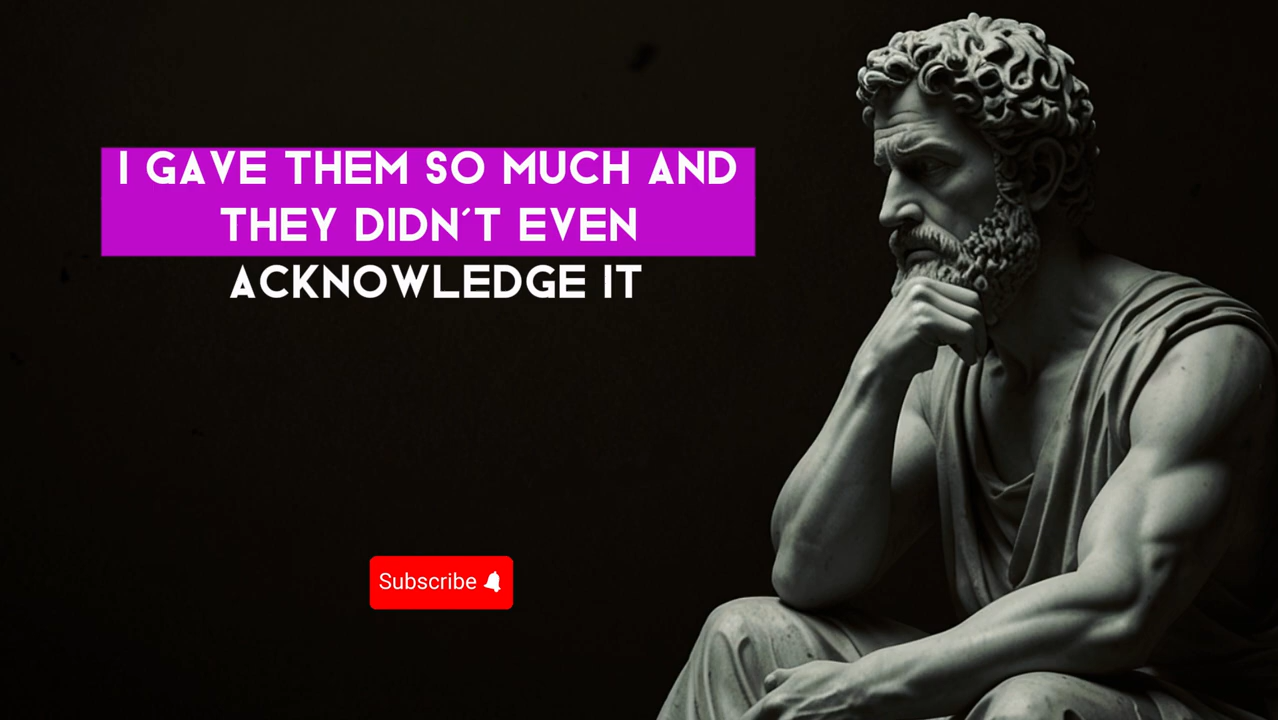 I GAVE THEM SO MUCH AND
THEY DIDN'T EVEN
ACKNOWLEDGE IT
Subscribe